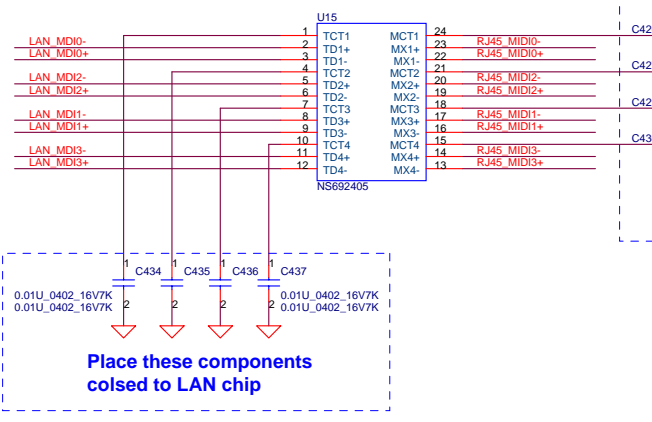 U15
1 TCT1 MCT1 24 C42
LAN_MDI0- 2 TD1+ MX1+ 23 RJ45_MIDI0-
LAN_MDI0+ 3 TD1- MX1- 22 RJ45_MIDI0+
4 TCT2 MCT2 21 C42
LAN_MDI2- 5 TD2+ MX2+ 20 RJ45_MIDI2-
LAN_MDI2+ 6 TD2- MX2- 19 RJ45_MIDI2+
7 TCT3 MCT3 18 C42
LAN_MDI1- 8 TD3+ MX3+ 17 RJ45_MIDI1-
LAN_MDI1+ 9 TD3- MX3- 16 RJ45_MIDI1+
10 TCT4 MCT4 15 C43
LAN_MDI3- 11 TD4+ MX4+ 14 RJ45_MIDI3-
LAN_MDI3+ 12 TD4- MX4- 13 RJ45_MIDI3+
NS692405
1 1 1 1
C434 C435 C436 C437
0.01U_0402_16V7K 0.01U_0402_16V7K
0.01U_0402_16V7K 2 2 2 2 0.01U_0402_16V7K
Place these components
colsed to LAN chip